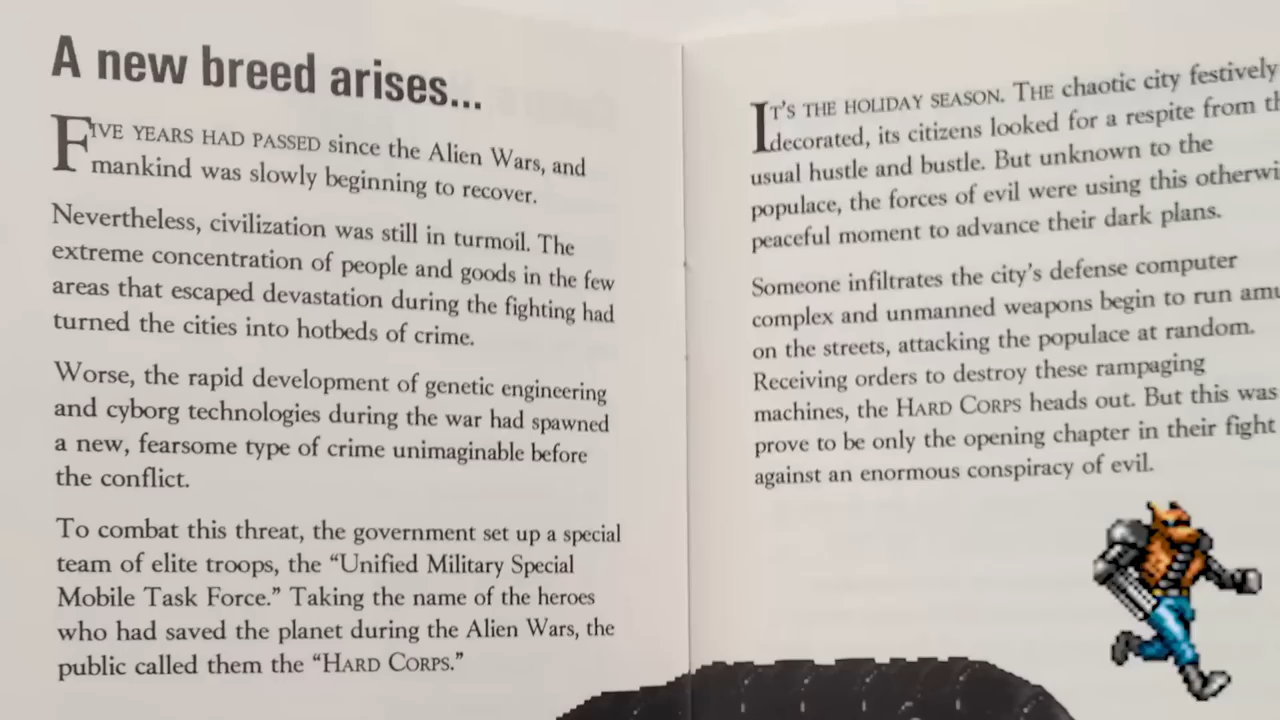 A new breed arises...
FIVE YEARS HAD PASSED since the Alien Wars, and
mankind was slowly beginning to recover.
Nevertheless, civilization was still in turmoil. The
extreme concentration of people and goods in the few
areas that escaped devastation during the fighting had
turned the cities into hotbeds of crime.
Worse, the rapid development of genetic engineering
and cyborg technologies during the war had spawned
a new, fearsome type of crime unimaginable before
the conflict.
To combat this threat, the government set up a special
team of elite troops, the “Unified Military Special
Mobile Task Force.” Taking the name of the heroes
who had saved the planet during the Alien Wars, the
public called them the “HARD CORPS.”
IT'S THE HOLIDAY SEASON. THE chaotic city festively
decorated, its citizens looked for a respite from
usual hustle and bustle. But unknown to the
populace, the forces of evil were using this
peaceful moment to advance their dark plans.
Someone infiltrates the city's defense computer
complex and unmanned weapons begin to run
on the streets, attacking the populace at random.
Receiving orders to destroy these rampaging
machines, the HARD CORPS heads out. But this was
prove to be only the opening chapter in their fight
against an enormous conspiracy of evil.